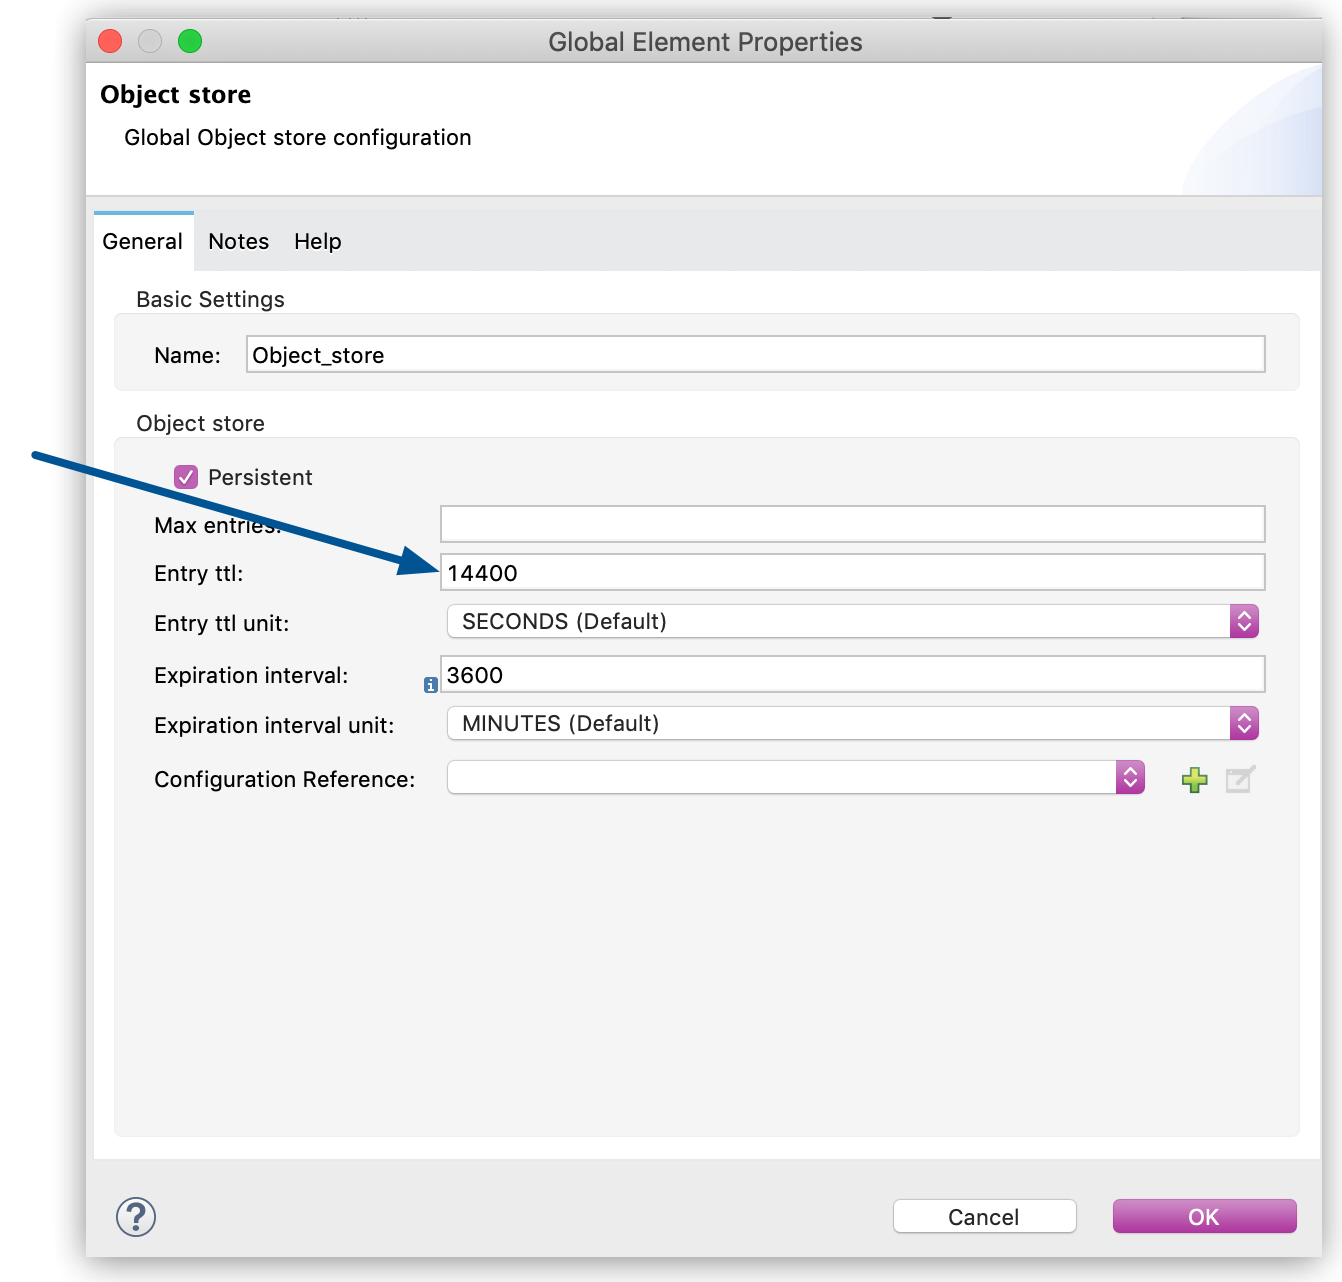 Global Element Properties
Object store
Global Object store configuration
General Notes Help
Basic Settings
Name: Object_store
Object store
Persistent
Max entries:
Entry ttl: 14400
Entry ttl unit: SECONDS (Default)
Expiration interval: 3600
Expiration interval unit: MINUTES (Default)
Configuration Reference:
Cancel OK